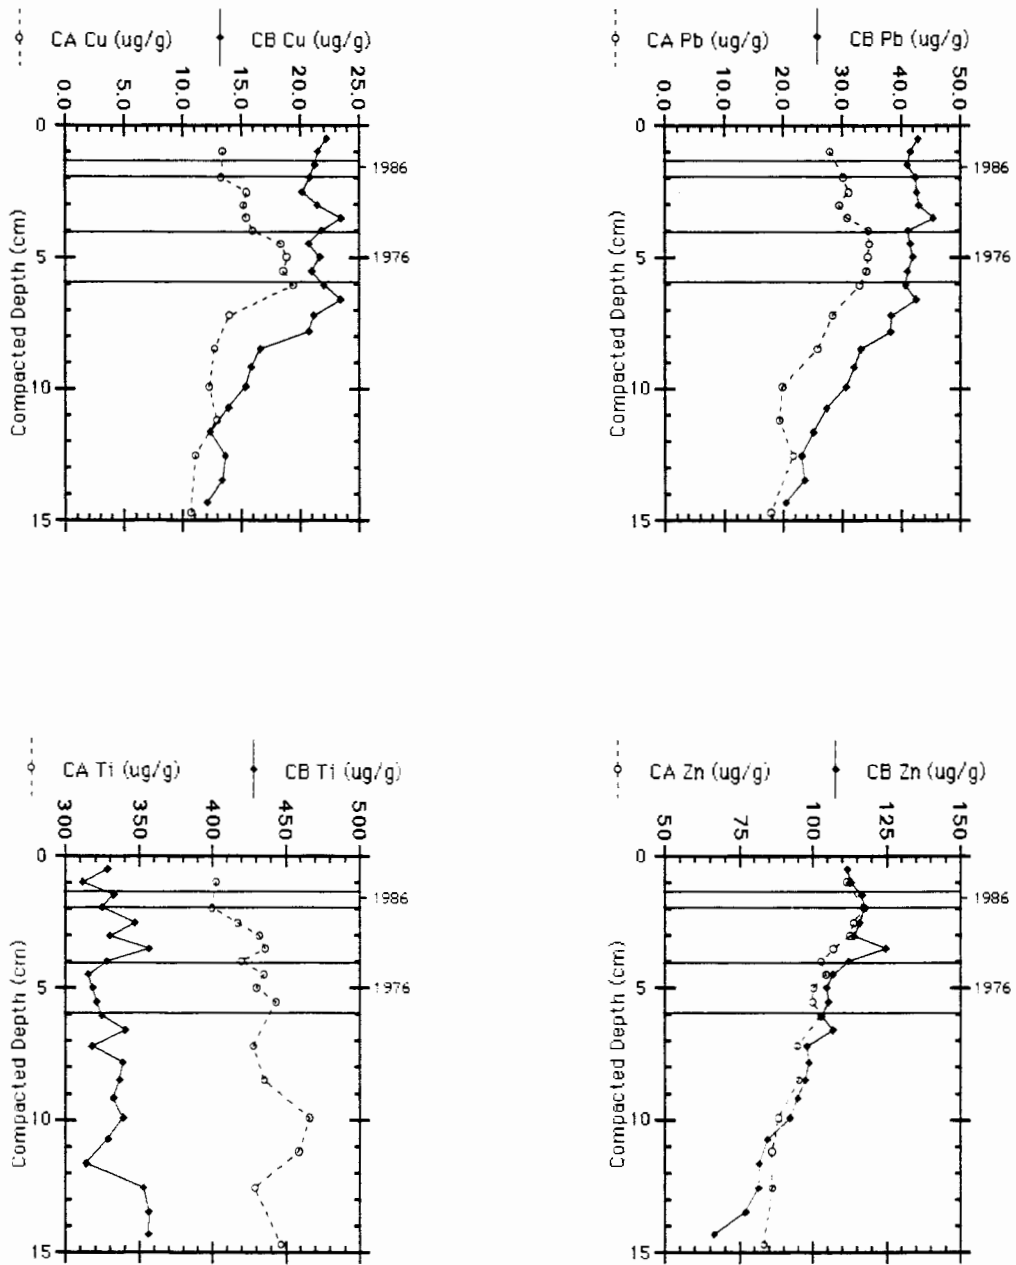 CA Cu (ug/g) CB Cu (ug/g)
0.0 5.0 10.0 15.0 20.0 25.0
0
5
10
15
Compacted Depth (cm)
1986
1976
CA Pb (ug/g) CB Pb (ug/g)
0.0 10.0 20.0 30.0 40.0 50.0
0
5
10
15
Compacted Depth (cm)
1986
1976
CA Ti (ug/g) CB Ti (ug/g)
300 350 400 450 500
0
5
10
15
Compacted Depth (cm)
1986
1976
CA Zn (ug/g) CB Zn (ug/g)
50 75 100 125 150
0
5
10
15
Compacted Depth (cm)
1986
1976